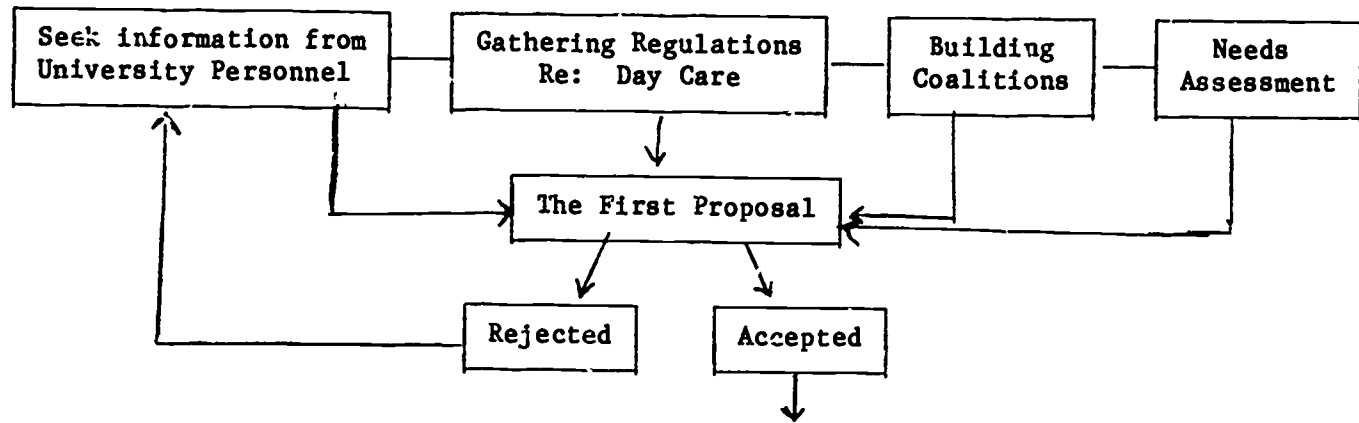 Seek information from
University Personnel
Gathering Regulations
Re: Day Care
Building
Coalitions
Needs
Assessment
The First Proposal
Rejected
Accepted